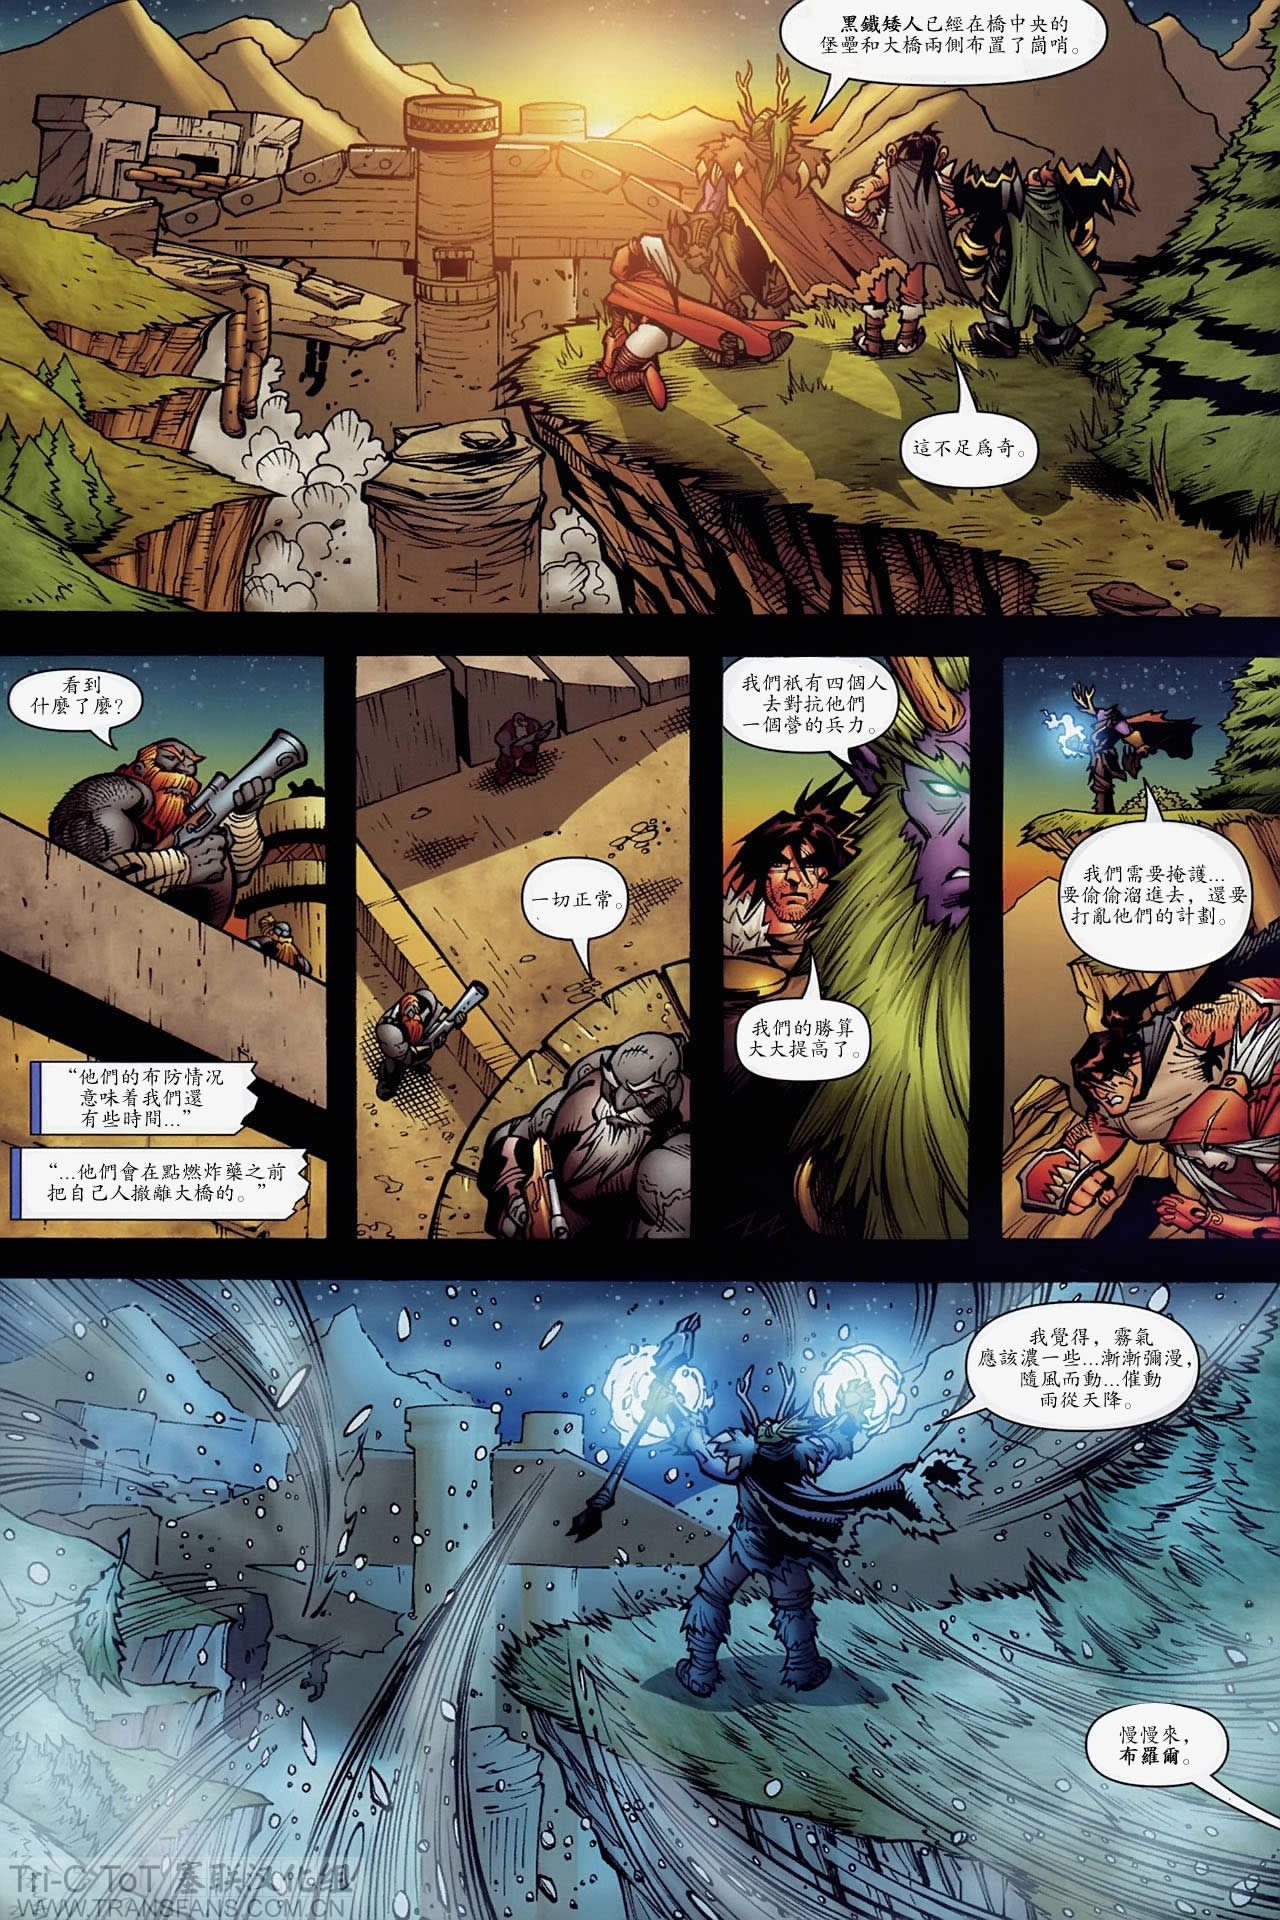 黑鐵矮人已經在橋中央的
堡壘和大橋兩側布置了崗哨。
這不足爲奇。
看到
什麼了麼?
“他們的布防情况
意味着我們還
有些時間...”
“...他們會在點燃炸藥之前
把自己人撤離大橋的。”
一切正常。
我們衹有四個人
去對抗他們
一個營的兵力。
我們的勝算
大大提高了。
我們需要掩護...
要偷偷溜進去，還要
打亂他們的計劃。
我覺得，霧氣
應該濃一些...漸漸彌漫，
隨風而動...催動
雨從天降。
慢慢來，
布羅爾。
Tri-C-ToT 塞联汉化组
WWW.TRANSFANS.COM.CN